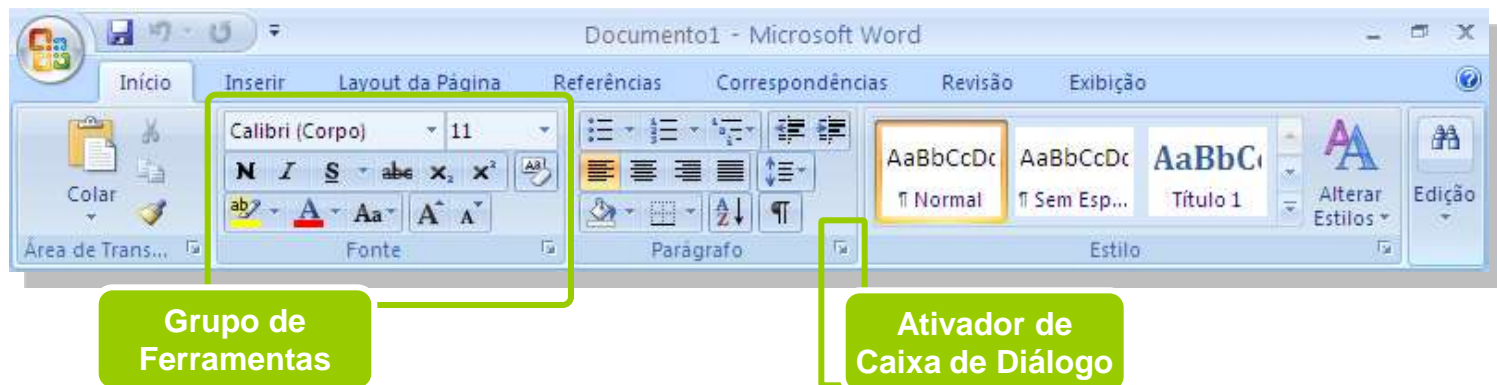 Documento1 - Microsoft Word
Início Inserir Layout da Página Referências Correspondências Revisão Exibição
Calibri (Corpo) 11
N I S abe X₂ X²
ab A Aa A A
AaBbCcDc AaBbCcDc AaBbC
¶ Normal ¶ Sem Esp... Título 1
Colar
Alterar
Estilos
Edição
Área de Trans... Fonte Parágrafo Estilo
Grupo de
Ferramentas
Ativador de
Caixa de Diálogo